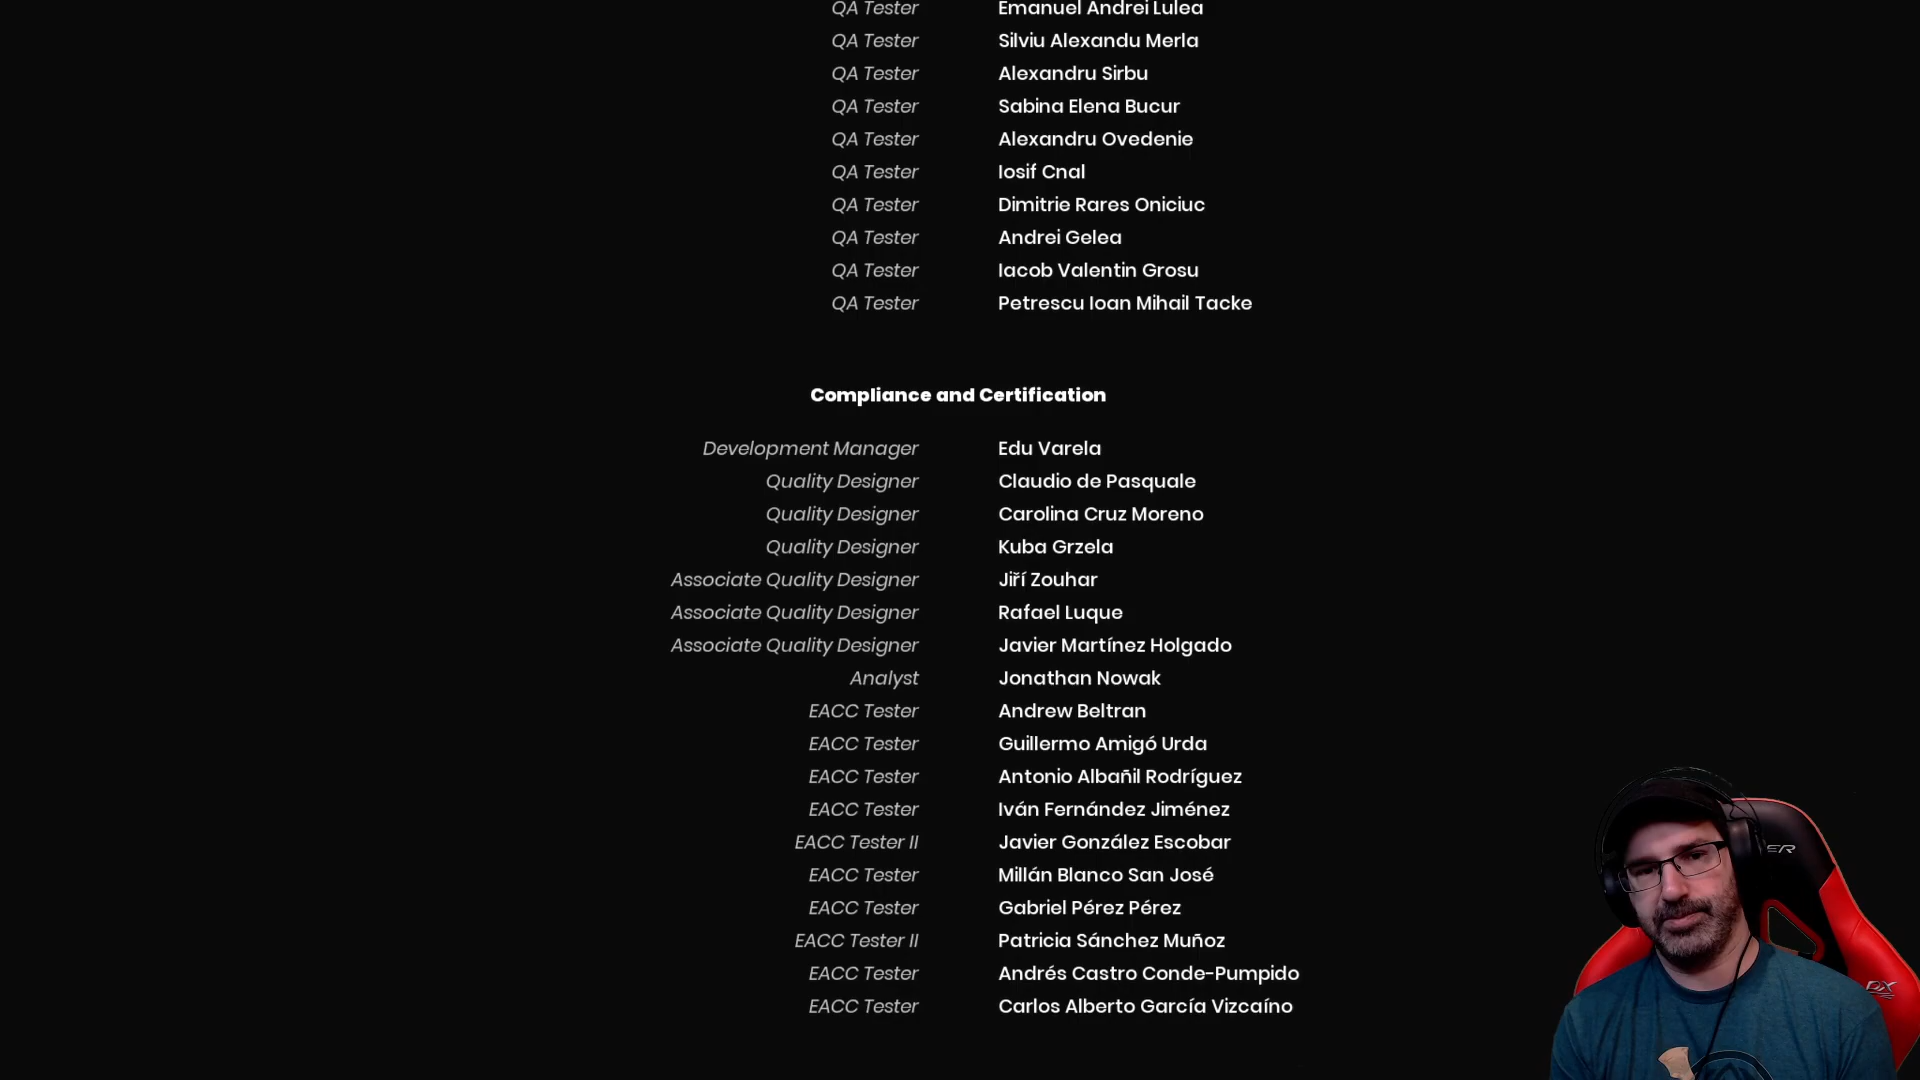 QA Tester Emanuel Andrei Lulea
QA Tester Silviu Alexandu Merla
QA Tester Alexandru Sirbu
QA Tester Sabina Elena Bucur
QA Tester Alexandru Ovedenie
QA Tester Iosif Cnal
QA Tester Dimitrie Rares Oniciuc
QA Tester Andrei Gelea
QA Tester Iacob Valentin Grosu
QA Tester Petrescu Ioan Mihail Tacke
Compliance and Certification
Development Manager Edu Varela
Quality Designer Claudio de Pasquale
Quality Designer Carolina Cruz Moreno
Quality Designer Kuba Grzela
Associate Quality Designer Jiří Zouhar
Associate Quality Designer Rafael Luque
Associate Quality Designer Javier Martínez Holgado
Analyst Jonathan Nowak
EACC Tester Andrew Beltran
EACC Tester Guillermo Amigó Urda
EACC Tester Antonio Albañil Rodríguez
EACC Tester Iván Fernández Jiménez
EACC Tester II Javier González Escobar
EACC Tester Millán Blanco San José
EACC Tester Gabriel Pérez Pérez
EACC Tester II Patricia Sánchez Muñoz
EACC Tester Andrés Castro Conde-Pumpido
EACC Tester Carlos Alberto García Vizcaíno